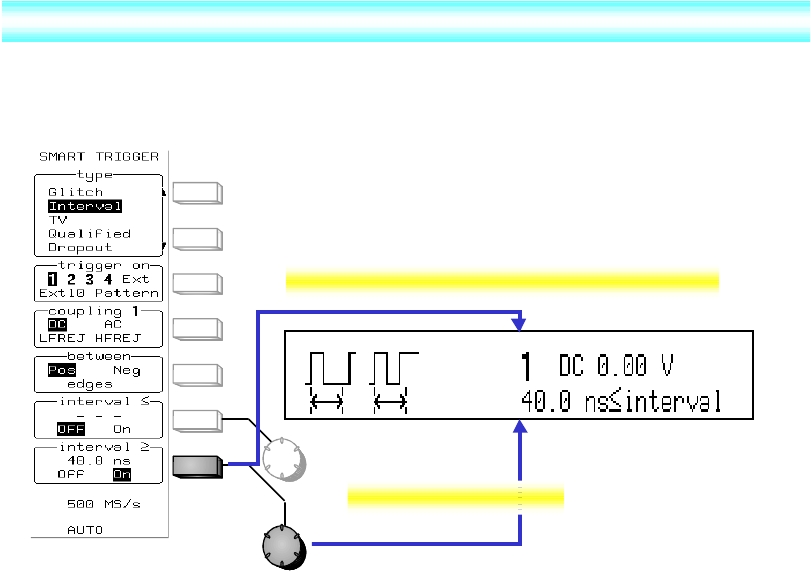 SMART TRIGGER
type
Glitch
Interval
TV
Qualified
Dropout
trigger on
1 2 3 4 Ext
Ext10 Pattern
coupling 1
DC AC
LFREJ HFREJ
between
Pos Neg
edges
interval ≤
- - -
OFF On
interval ≥
40.0 ns
OFF On
500 MS/s
AUTO
1 DC 0.00 V
40.0 ns≤interval